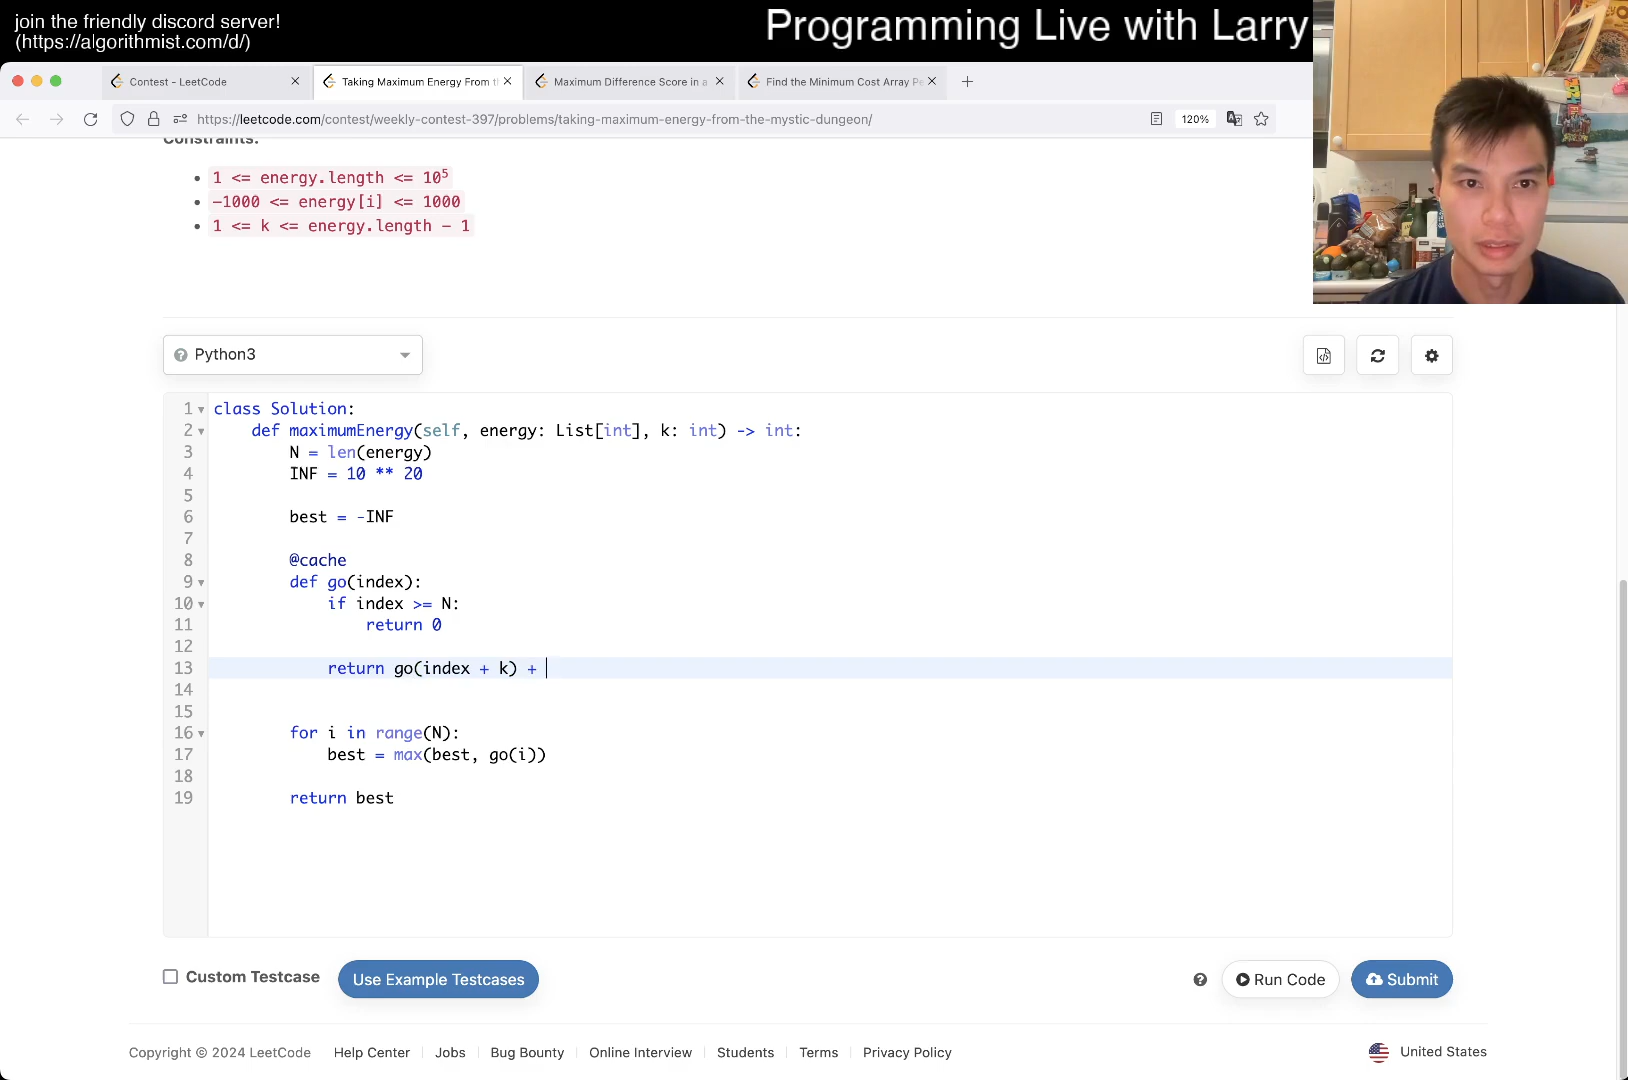 join the friendly discord server!
(https://algorithmist.com/d/)
Programming Live with Larry
Contest - LeetCode
Taking Maximum Energy From t
Maximum Difference Score in a
Find the Minimum Cost Array Pe
https://leetcode.com/contest/weekly-contest-397/problems/taking-maximum-energy-from-the-mystic-dungeon/
120%
Constraints:
1 <= energy.length <= 10⁵
-1000 <= energy[i] <= 1000
1 <= k <= energy.length - 1
Python3
1 class Solution:
2 def maximumEnergy(self, energy: List[int], k: int) -> int:
3 N = len(energy)
4 INF = 10 ** 20
5
6 best = -INF
7
8 @cache
9 def go(index):
10 if index >= N:
11 return 0
12
13 return go(index + k) +
14
15
16 for i in range(N):
17 best = max(best, go(i))
18
19 return best
Custom Testcase
Use Example Testcases
Run Code
Submit
Copyright © 2024 LeetCode
Help Center
Jobs
Bug Bounty
Online Interview
Students
Terms
Privacy Policy
United States